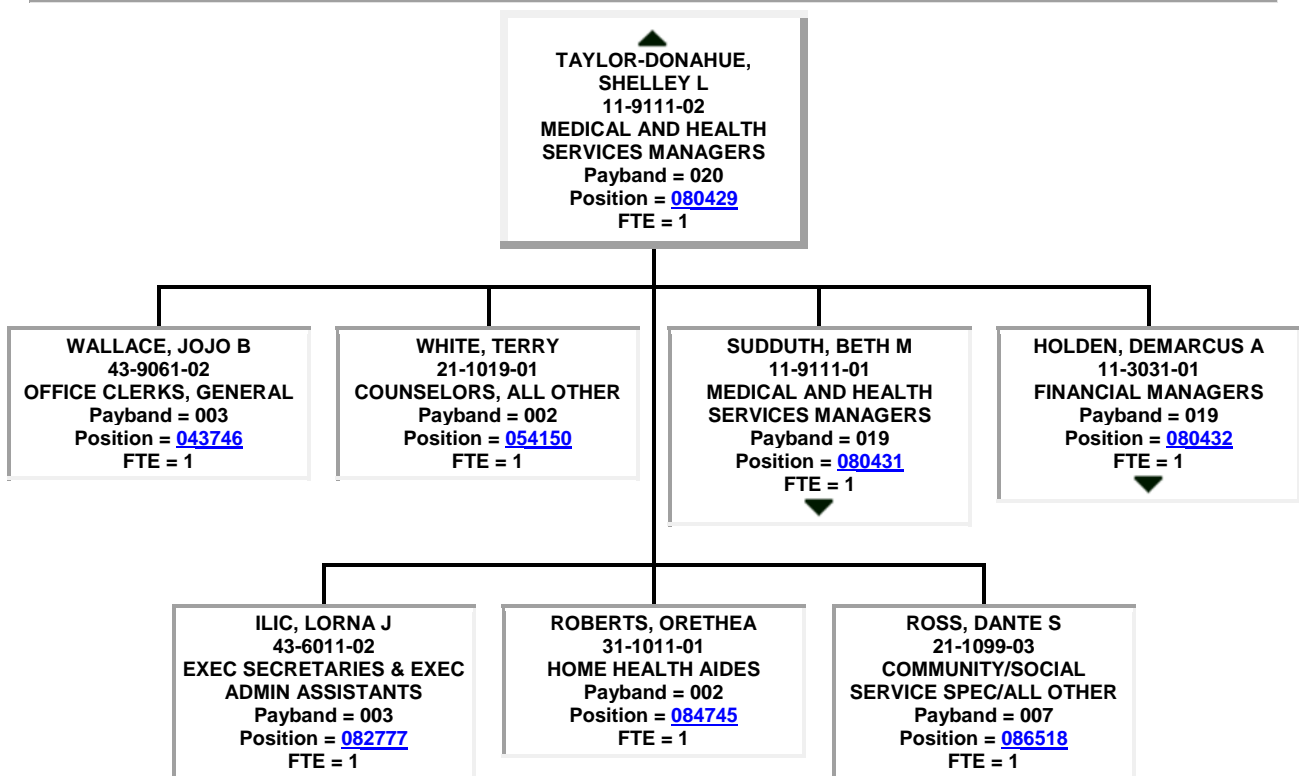 TAYLOR-DONAHUE,
SHELLEY L
11-9111-02
MEDICAL AND HEALTH
SERVICES MANAGERS
Payband = 020
Position = 080429
FTE = 1
WALLACE, JOJO B
43-9061-02
OFFICE CLERKS, GENERAL
Payband = 003
Position = 043746
FTE = 1
WHITE, TERRY
21-1019-01
COUNSELORS, ALL OTHER
Payband = 002
Position = 054150
FTE = 1
SUDDUTH, BETH M
11-9111-01
MEDICAL AND HEALTH
SERVICES MANAGERS
Payband = 019
Position = 080431
FTE = 1
HOLDEN, DEMARCUS A
11-3031-01
FINANCIAL MANAGERS
Payband = 019
Position = 080432
FTE = 1
ILIC, LORNA J
43-6011-02
EXEC SECRETARIES & EXEC
ADMIN ASSISTANTS
Payband = 003
Position = 082777
FTE = 1
ROBERTS, ORETHEA
31-1011-01
HOME HEALTH AIDES
Payband = 002
Position = 084745
FTE = 1
ROSS, DANTE S
21-1099-03
COMMUNITY/SOCIAL
SERVICE SPEC/ALL OTHER
Payband = 007
Position = 086518
FTE = 1